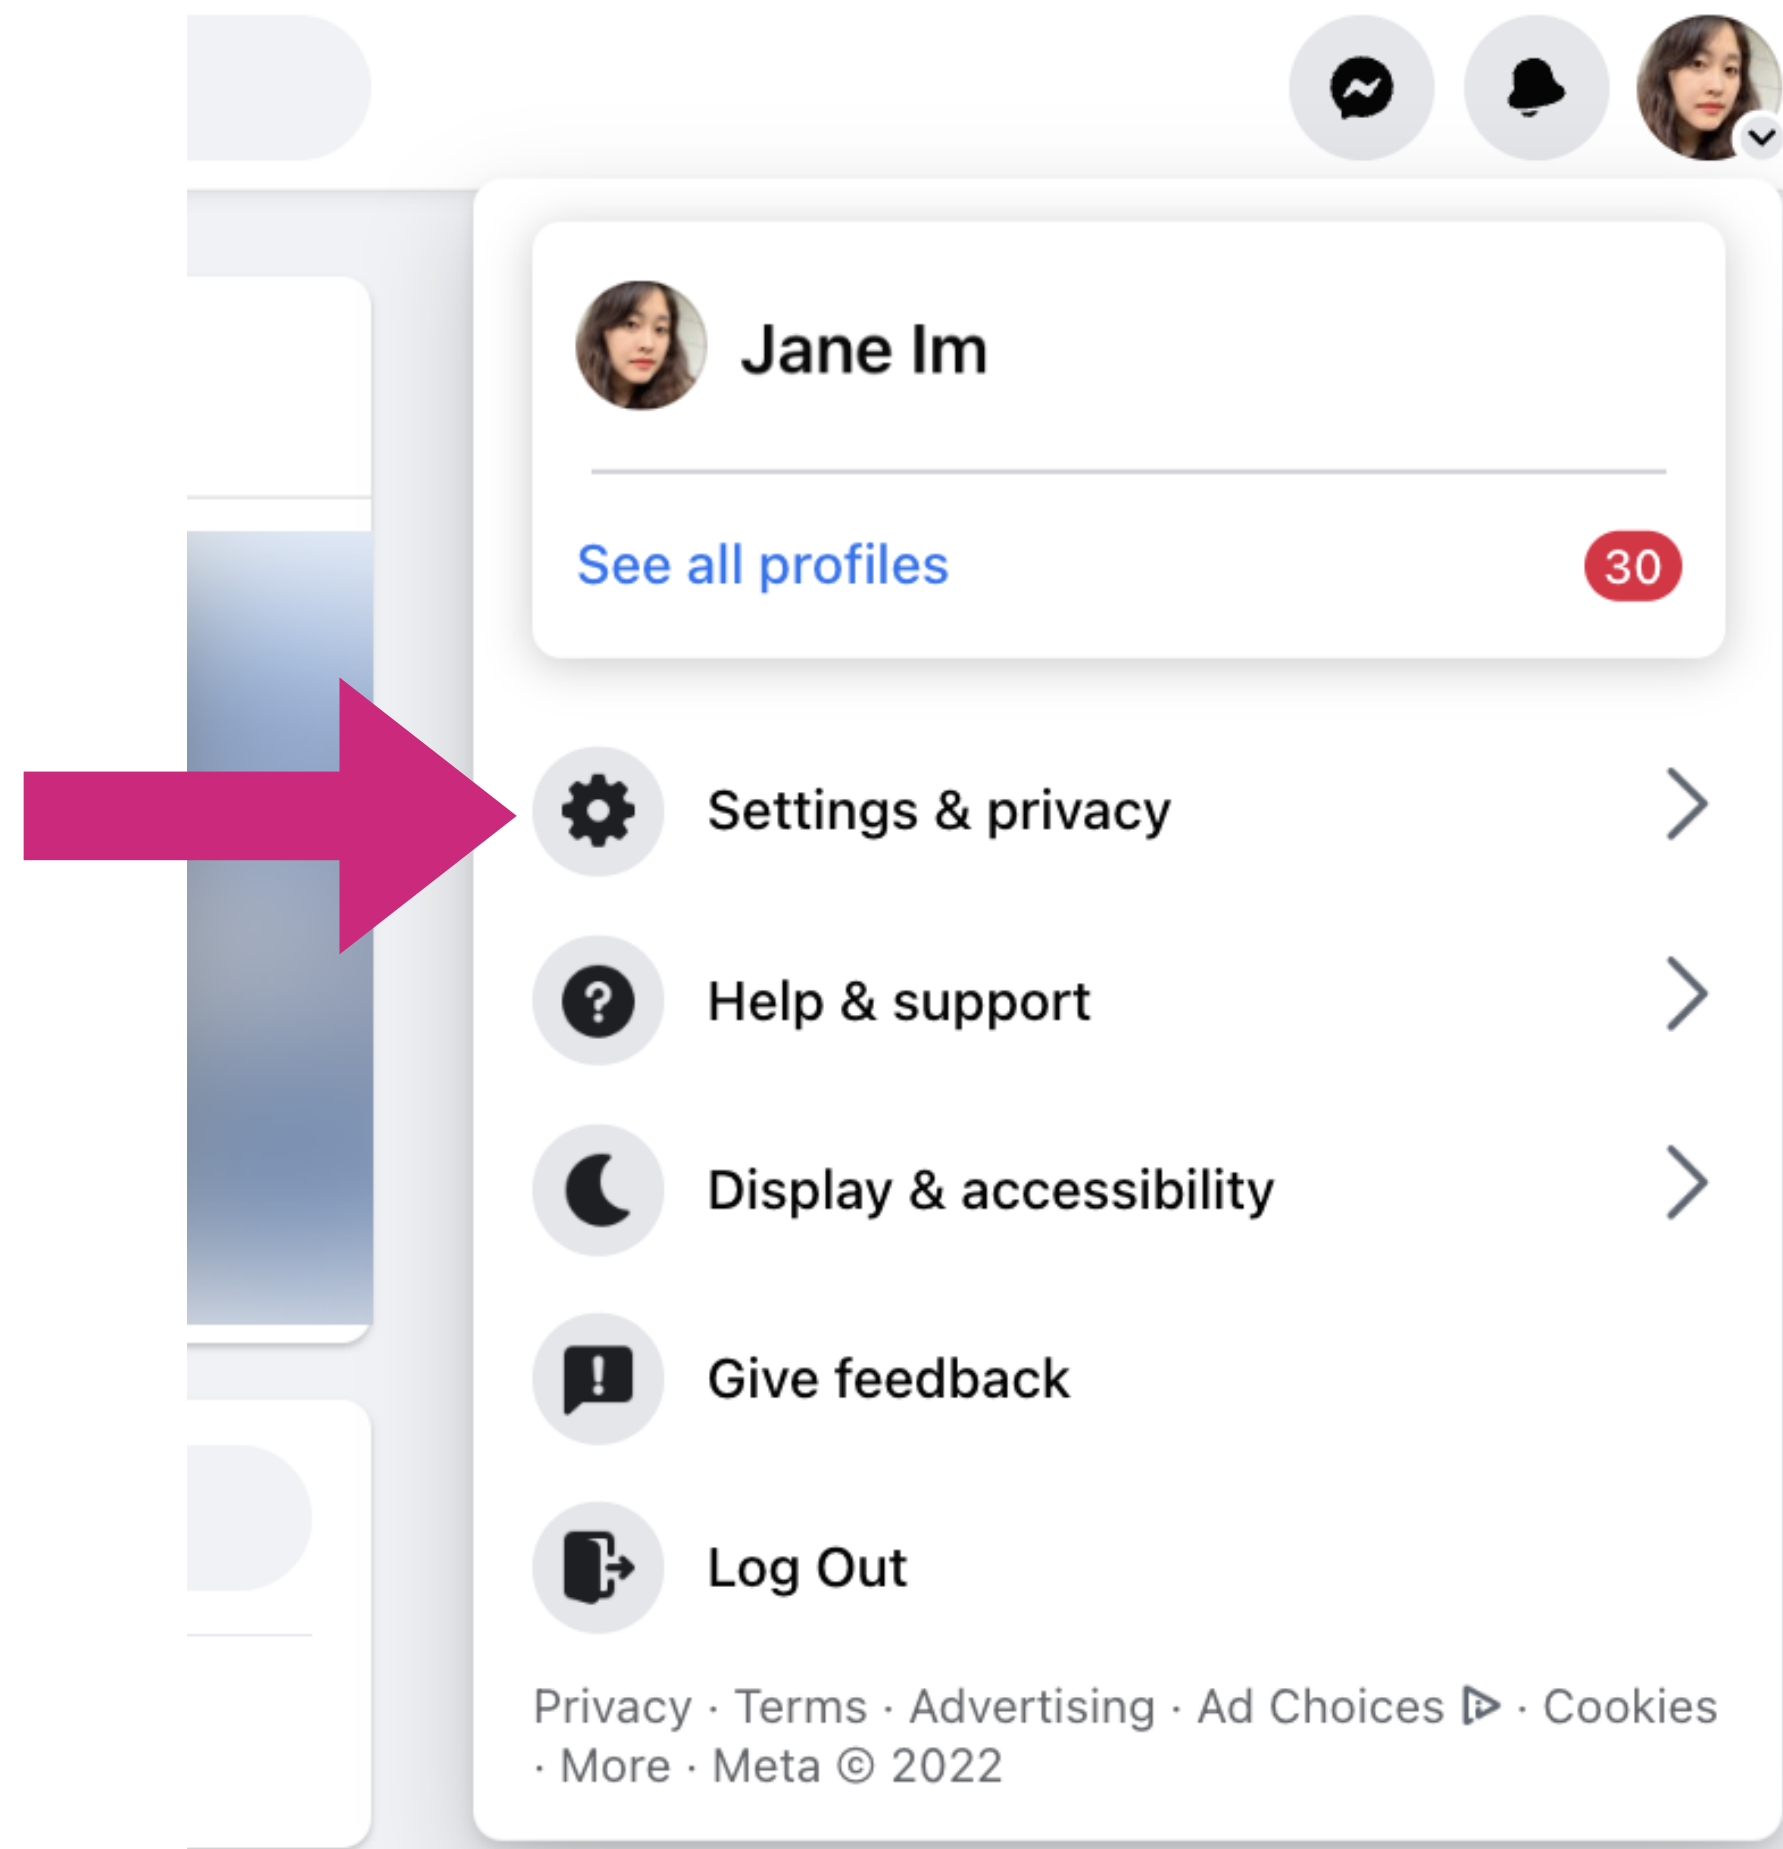 Jane Im
See all profiles 30
Settings & privacy
Help & support
Display & accessibility
Give feedback
Log Out
Privacy · Terms · Advertising · Ad Choices · Cookies
· More · Meta © 2022